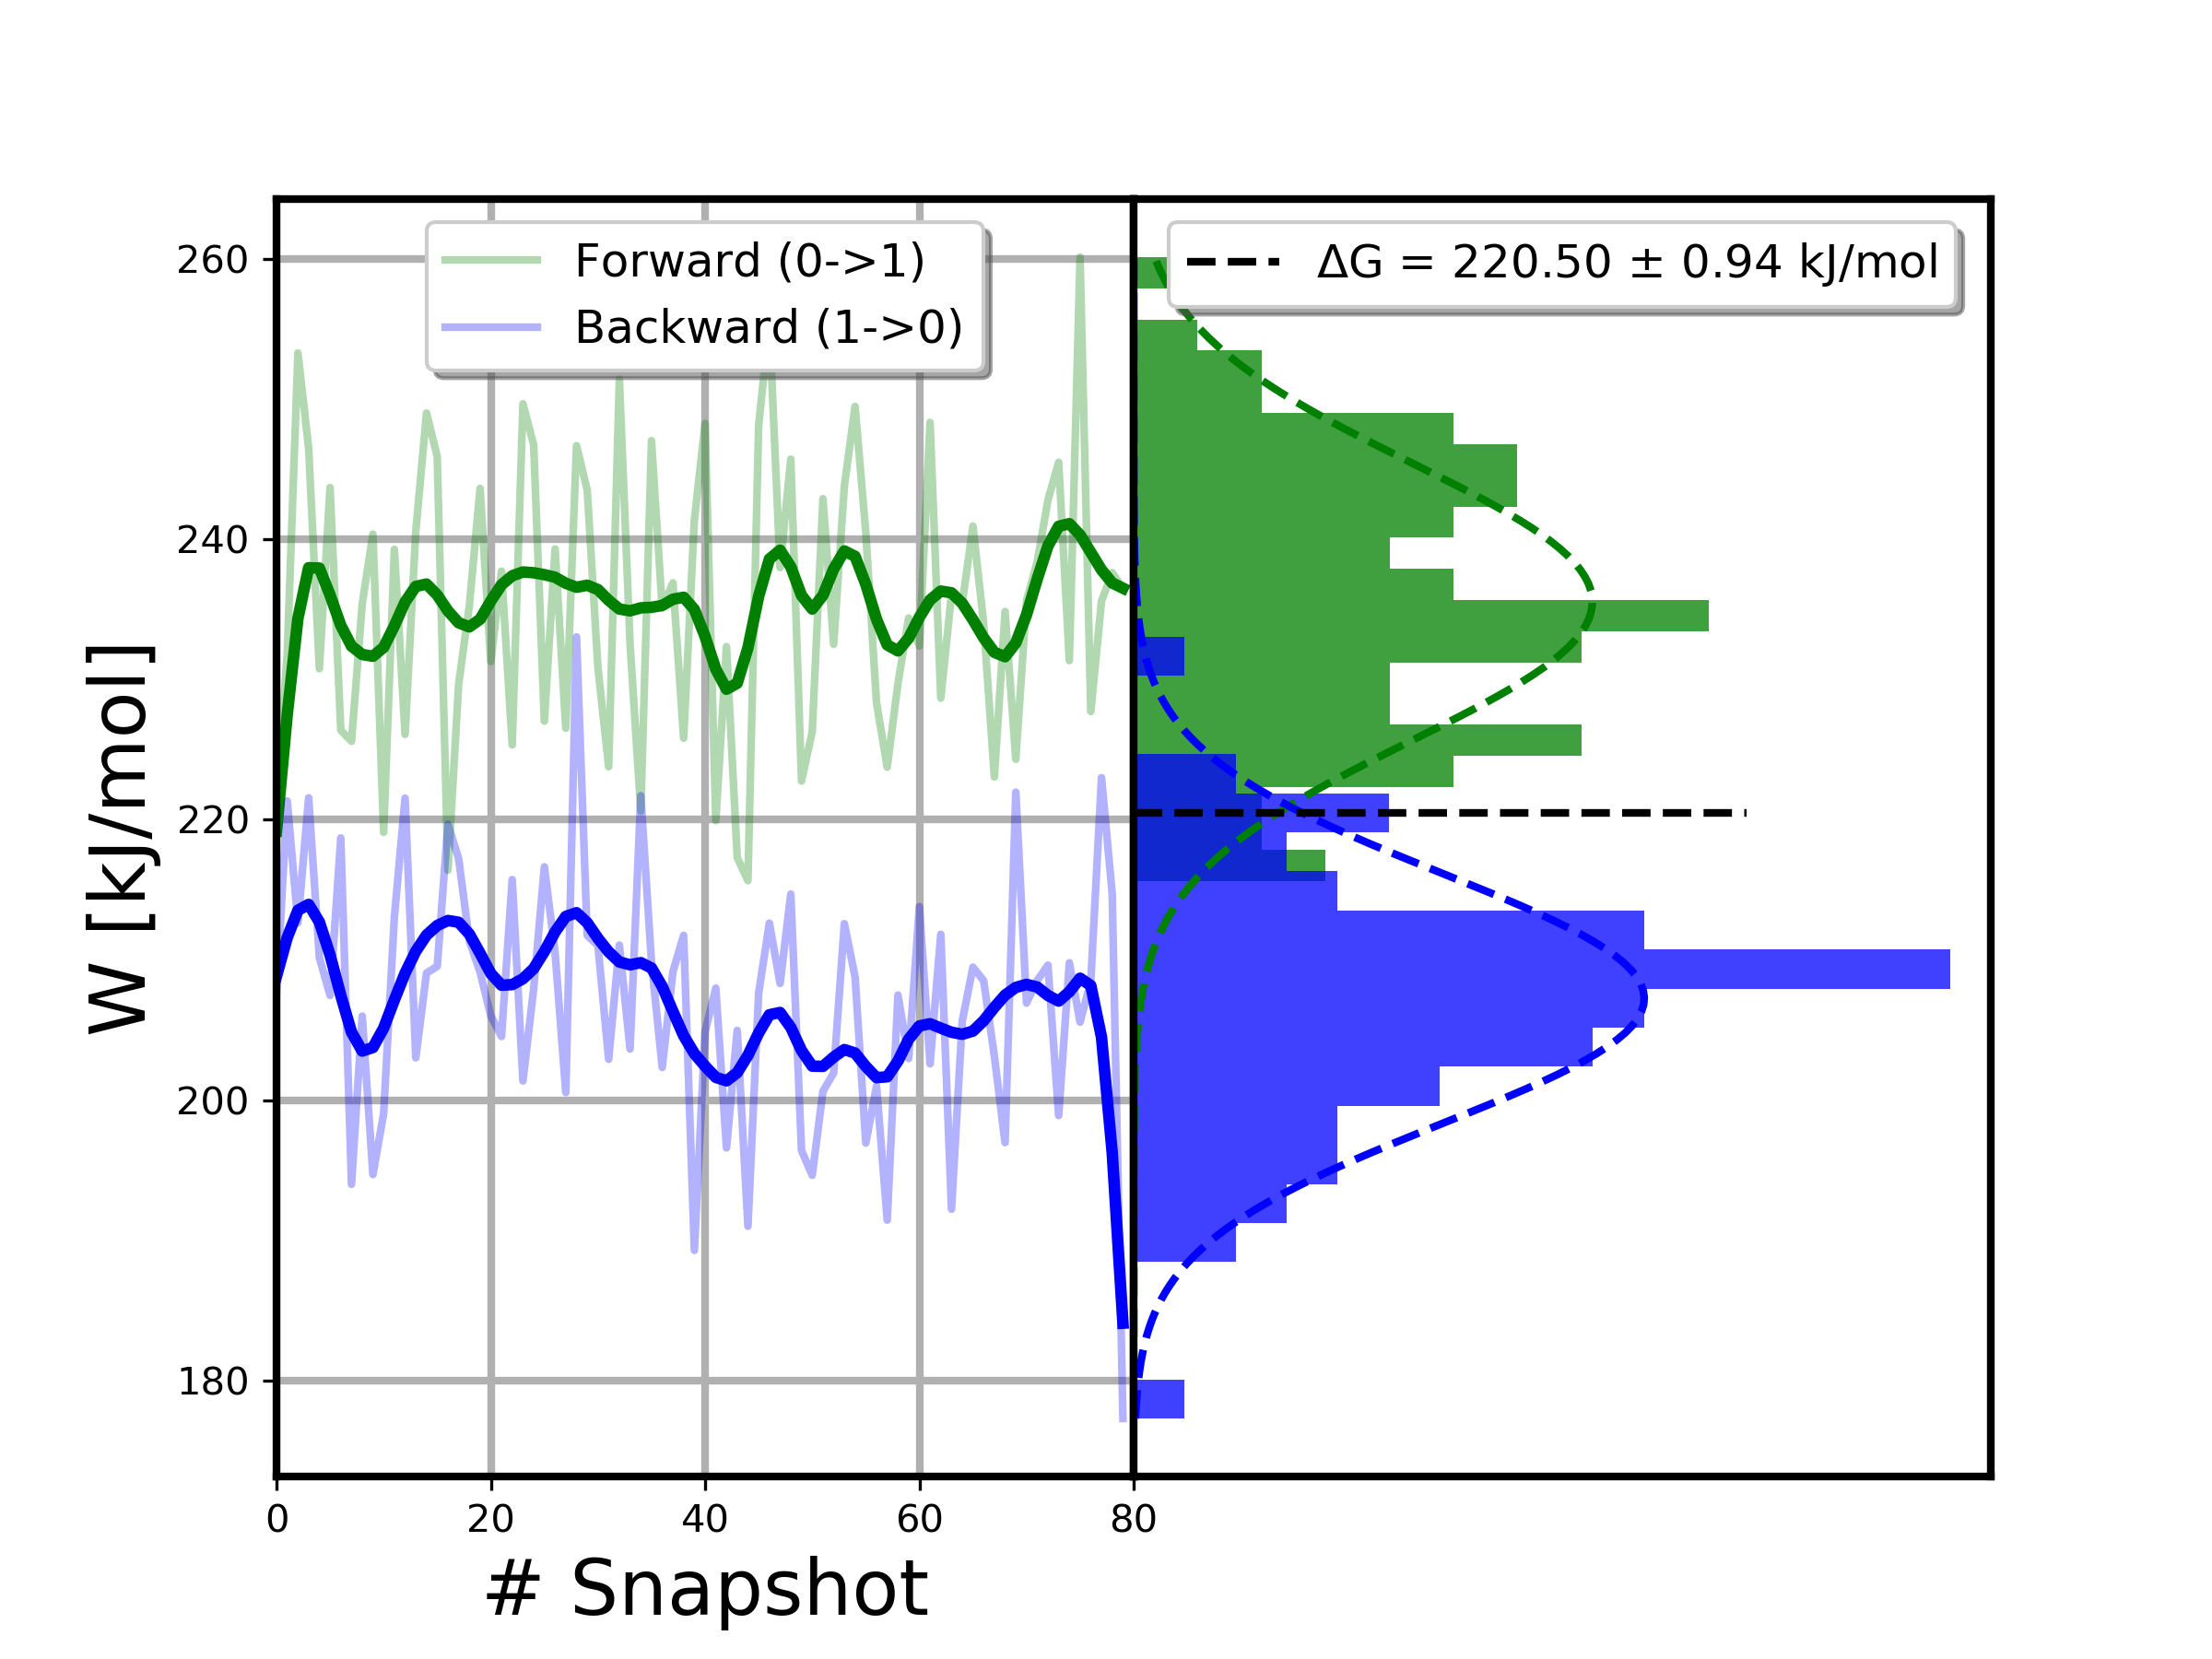 Forward (0->1)
Backward (1->0)
ΔG = 220.50 ± 0.94 kJ/mol
260
240
220
200
180
W [kJ/mol]
0 20 40 60 80
# Snapshot